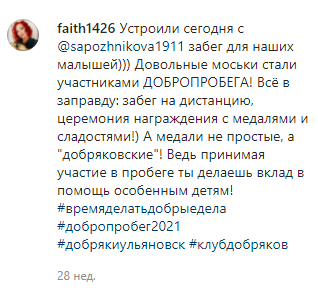 faith1426 Устроили сегодня с
@sapozhnikova1911 забег для наших
малышей))) Довольные моськи стали
участниками ДОБРОПРОБЕГА! Всё в
заправду: забег на дистанцию,
церемония награждения с медалями и
сладостями!) А медали не простые, а
"добряковские"! Ведь принимая
участие в пробеге ты делаешь вклад в
помощь особенным детям!
#времяделатьдобрыедела
#добропробег2021
#добрякиульяновск #клубдобряков
28 нед.